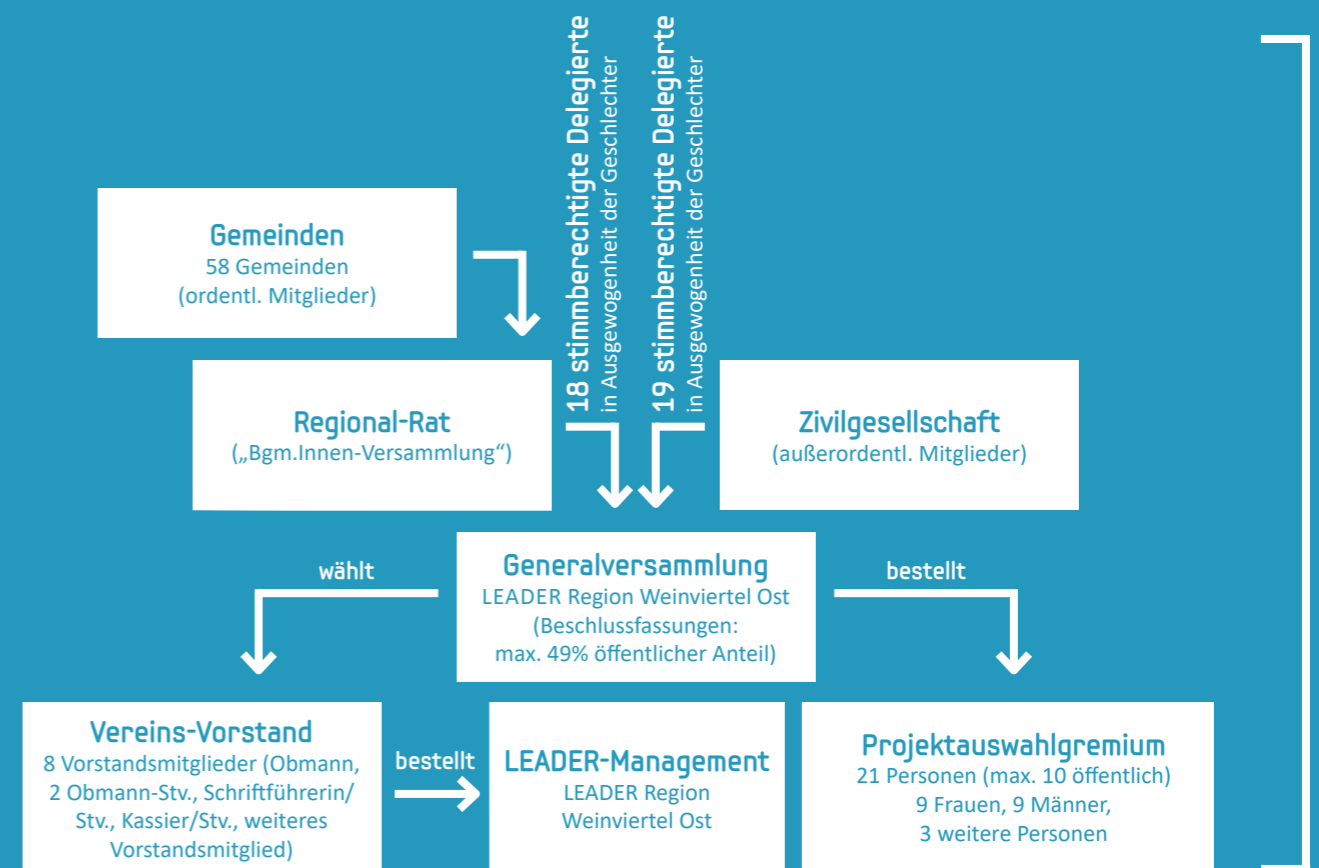 18 stimmberechtigte Delegierte
in Ausgewogenheit der Geschlechter
19 stimmberechtigte Delegierte
in Ausgewogenheit der Geschlechter
Gemeinden
58 Gemeinden
(ordentl. Mitglieder)
Regional-Rat
(„Bgm.Innen-Versammlung“)
Zivilgesellschaft
(außerordentl. Mitglieder)
wählt
Generalversammlung
LEADER Region Weinviertel Ost
(Beschlussfassungen:
max. 49% öffentlicher Anteil)
bestellt
Vereins-Vorstand
8 Vorstandsmitglieder (Obmann,
2 Obmann-Stv., Schriftführerin/
Stv., Kassier/Stv., weiteres
Vorstandsmitglied)
bestellt
LEADER-Management
LEADER Region
Weinviertel Ost
Projektauswahlgremium
21 Personen (max. 10 öffentlich)
9 Frauen, 9 Männer,
3 weitere Personen